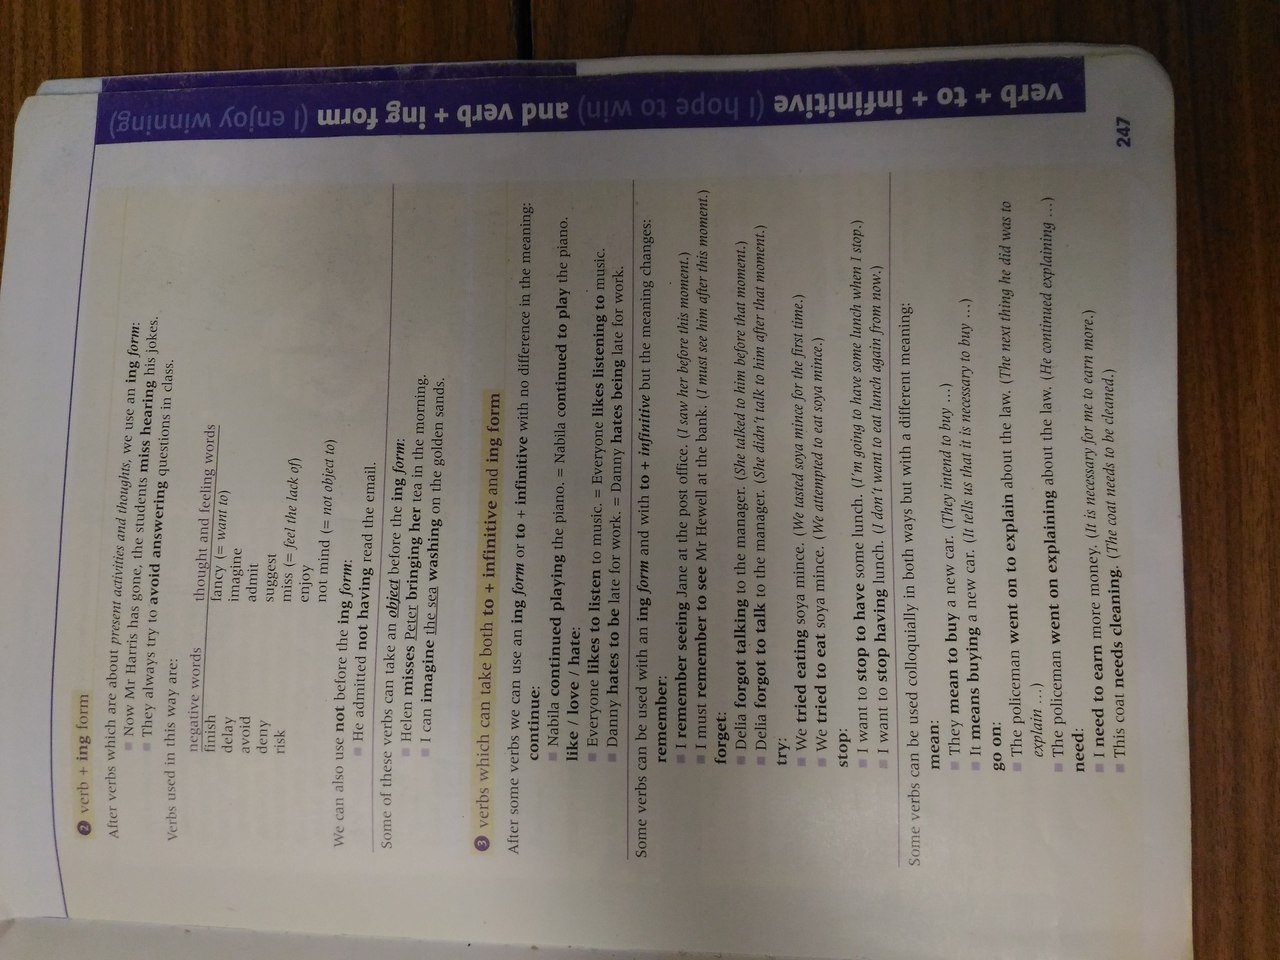 2 verb + ing form
After verbs which are about present activities and thoughts, we use an ing form:
Now Mr Harris has gone, the students miss hearing his jokes.
They always try to avoid answering questions in class.
Verbs used in this way are:
negative words thought and feeling words
finish fancy (= want to)
delay imagine
avoid admit
deny suggest
risk miss (= feel the lack of)
enjoy
not mind (= not object to)
We can also use not before the ing form:
He admitted not having read the email.
Some of these verbs can take an object before the ing form:
Helen misses Peter bringing her tea in the morning.
I can imagine the sea washing on the golden sands.
3 verbs which can take both to + infinitive and ing form
After some verbs we can use an ing form or to + infinitive with no difference in the meaning:
continue:
Nabila continued playing the piano. = Nabila continued to play the piano.
like / love / hate:
Everyone likes to listen to music. = Everyone likes listening to music.
Danny hates to be late for work. = Danny hates being late for work.
Some verbs can be used with an ing form and with to + infinitive but the meaning changes:
remember:
I remember seeing Jane at the post office. (I saw her before this moment.)
I must remember to see Mr Hewell at the bank. (I must see him after this moment.)
forget:
Delia forgot talking to the manager. (She talked to him before that moment.)
Delia forgot to talk to the manager. (She didn't talk to him after that moment.)
try:
We tried eating soya mince. (We tasted soya mince for the first time.)
We tried to eat soya mince. (We attempted to eat soya mince.)
stop:
I want to stop to have some lunch. (I'm going to have some lunch when I stop.)
I want to stop having lunch. (I don't want to eat lunch again from now.)
Some verbs can be used colloquially in both ways but with a different meaning:
mean:
They mean to buy a new car. (They intend to buy ...)
It means buying a new car. (It tells us that it is necessary to buy ...)
go on:
The policeman went on to explain about the law. (The next thing he did was to
explain ...)
The policeman went on explaining about the law. (He continued explaining ...)
need:
I need to earn more money. (It is necessary for me to earn more.)
This coat needs cleaning. (The coat needs to be cleaned.)
verb + to + infinitive (I hope to win) and verb + ing form (I enjoy winning)
247